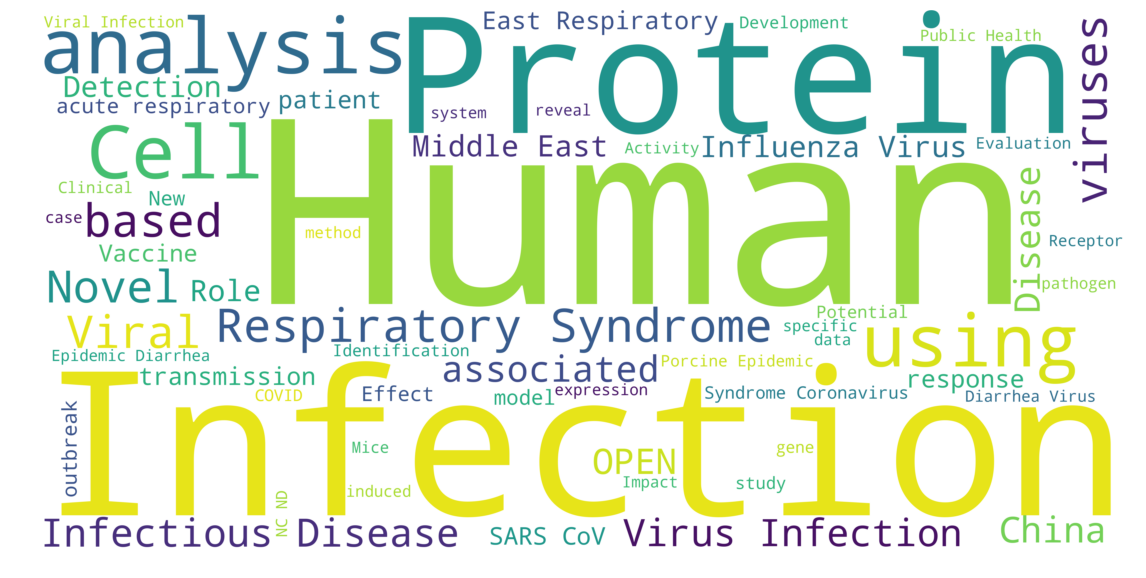 Viral Infection
analysis
Protein
East Respiratory
Development
Public Health
viruses
Detection
acute respiratory
patient
system
reveal
Cell
Human
Middle East
Activity
Influenza Virus
Evaluation
Clinical
New
case
based
method
Disease
Receptor
Vaccine
Novel
Role
pathogen
Viral
Respiratory Syndrome
Potential
specific
data
using
Epidemic Diarrhea
Identification
associated
Porcine Epidemic
transmission
COVID
Effect
model
expression
Syndrome Coronavirus
response
Diarrhea Virus
Infection
outbreak
Mice
OPEN
gene
induced
Impact
study
NC ND
Infectious Disease
SARS CoV
Virus Infection
China